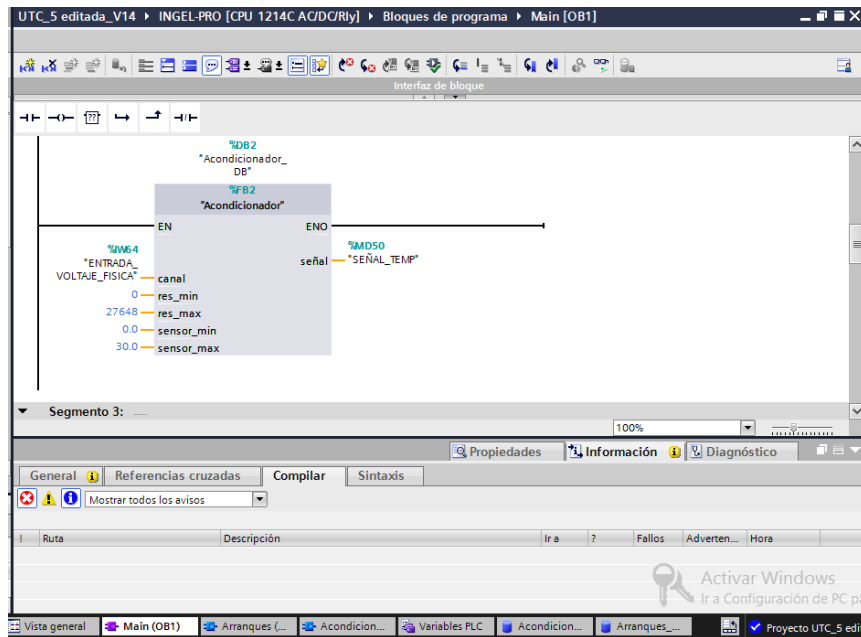 UTC_5 editada_V14 ▸ INGEL-PRO [CPU 1214C AC/DC/Rly] ▸ Bloques de programa ▸ Main [OB1]
Interfaz de bloque
??
%DB2
"Acondicionador_
DB"
%FB2
"Acondicionador"
EN ENO
%IW64
"ENTRADA_
VOLTAJE_FISICA" canal
%MD50
señal "SEÑAL_TEMP"
0 res_min
27648 res_max
0.0 sensor_min
30.0 sensor_max
Segmento 3: .....
100%
Propiedades Información Diagnóstico
General Referencias cruzadas Compilar Sintaxis
Mostrar todos los avisos
! Ruta Descripción Ir a ? Fallos Adverten... Hora
Activar Windows
Ir a Configuración de PC pa
Vista general Main (OB1) Arranques (... Acondicion... Variables PLC Acondicion... Arranques_... Proyecto UTC_5 edi